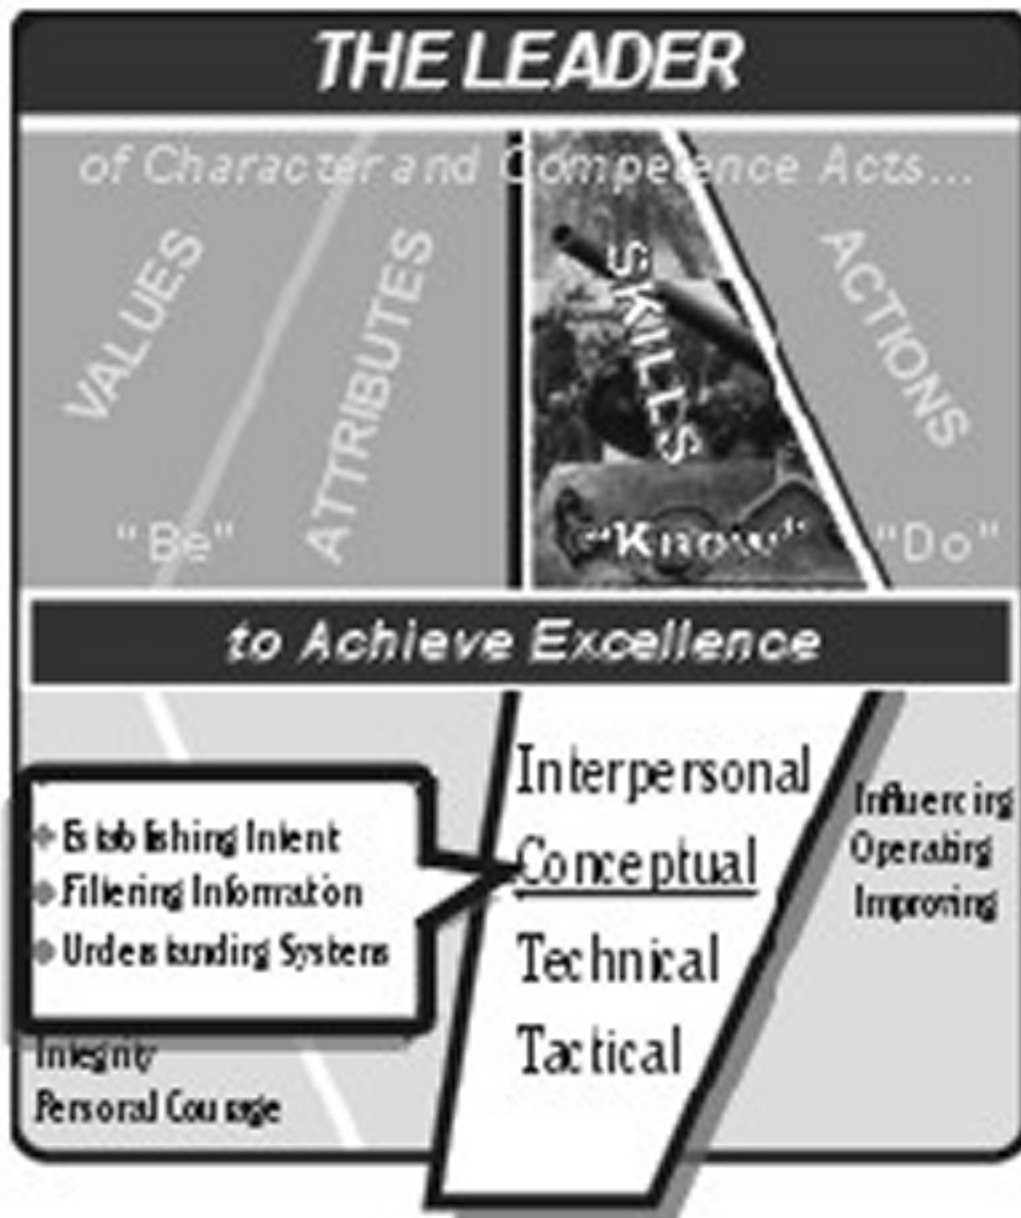 THE LEADER
of Character and Competence Acts...
VALUES
ATTRIBUTES
SKILLS
ACTIONS
"Be"
"Know"
"Do"
to Achieve Excellence
Interpersonal
Conceptual
Technical
Tactical
Establishing Intent
Filtering Information
Understanding Systems
Influencing
Operating
Improving
Integrity
Personal Courage